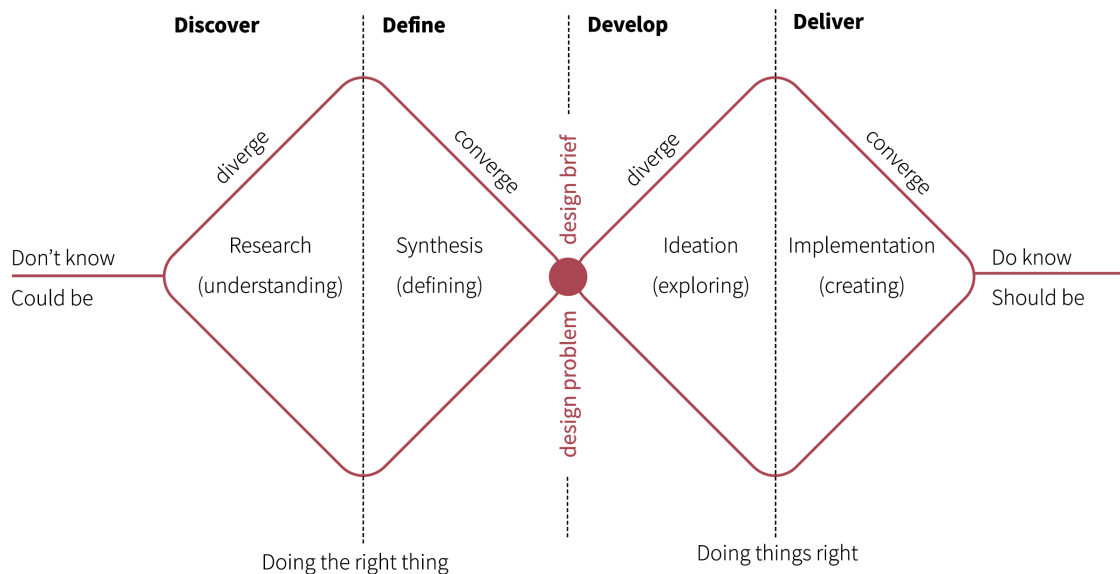 Discover
Define
Develop
Deliver
diverge
converge
design brief
diverge
converge
Don’t know
Could be
Research
(understanding)
Synthesis
(defining)
Ideation
(exploring)
Implementation
(creating)
Do know
Should be
design problem
Doing the right thing
Doing things right